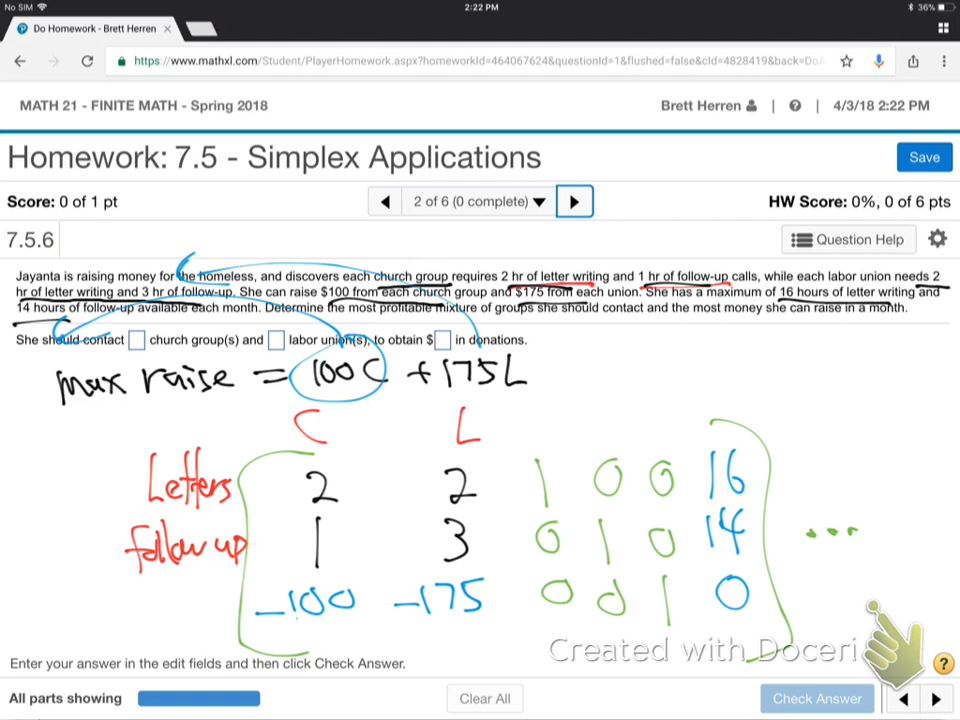 No SIM 2:22 PM 36%
Do Homework - Brett Herren ×
https://www.mathxl.com/Student/PlayerHomework.aspx?homeworkId=464067624&questionId=1&flushed=false&cId=4828419&back=Do
MATH 21 - FINITE MATH - Spring 2018 Brett Herren | ? | 4/3/18 2:22 PM
Homework: 7.5 - Simplex Applications Save
Score: 0 of 1 pt 2 of 6 (0 complete) HW Score: 0%, 0 of 6 pts
7.5.6 Question Help
Jayanta is raising money for the homeless, and discovers each church group requires 2 hr of letter writing and 1 hr of follow-up calls, while each labor union needs 2
hr of letter writing and 3 hr of follow-up. She can raise $100 from each church group and $175 from each union. She has a maximum of 16 hours of letter writing and
14 hours of follow-up available each month. Determine the most profitable mixture of groups she should contact and the most money she can raise in a month.
She should contact church group(s) and labor union(s), to obtain $ in donations.
max raise = 100C + 175L
C L
Letters 2 2 1 0 0 16
follow up 1 3 0 1 0 14 ...
-100 -175 0 0 1 0
Created with Doceri
Enter your answer in the edit fields and then click Check Answer. ?
All parts showing Clear All Check Answer